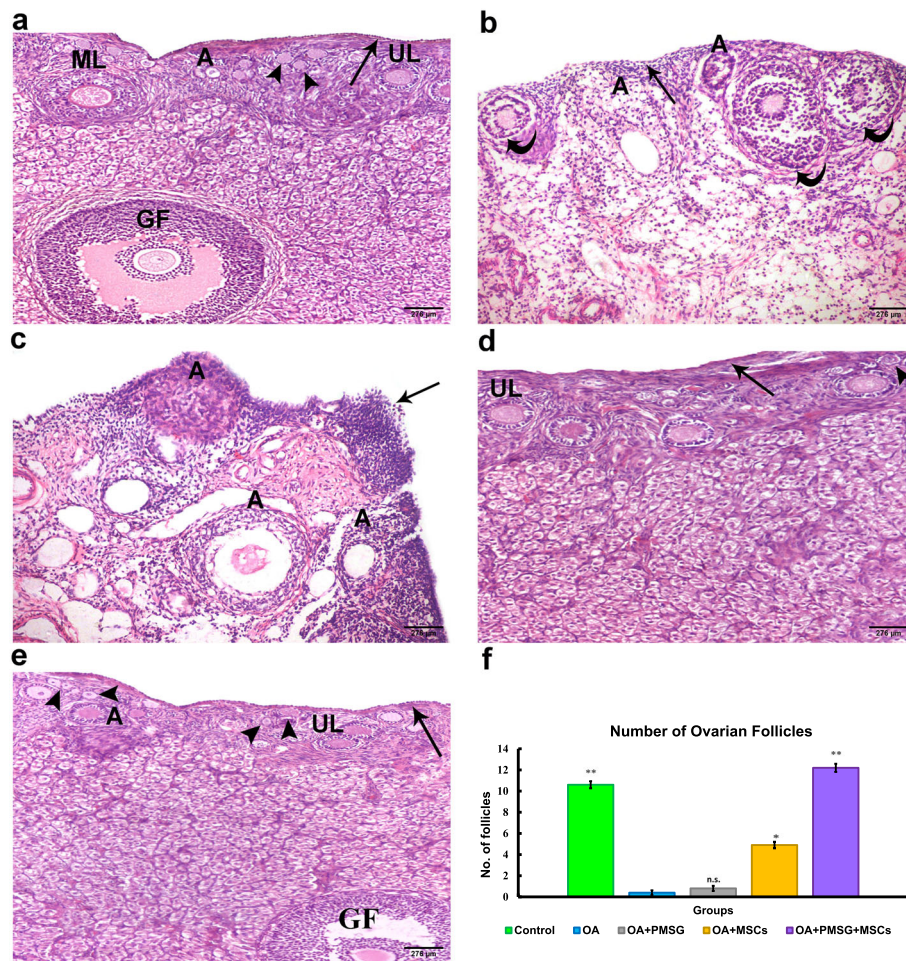 a
ML
A
UL
GF
276 µm
b
A
A
276 µm
c
A
A
A
276 µm
d
UL
276 µm
e
A
UL
GF
276 µm
f
Number of Ovarian Follicles
No. of follicles
14
12
10
8
6
4
2
0
**
n.s.
*
**
Groups
Control OA OA+PMSG OA+MSCs OA+PMSG+MSCs